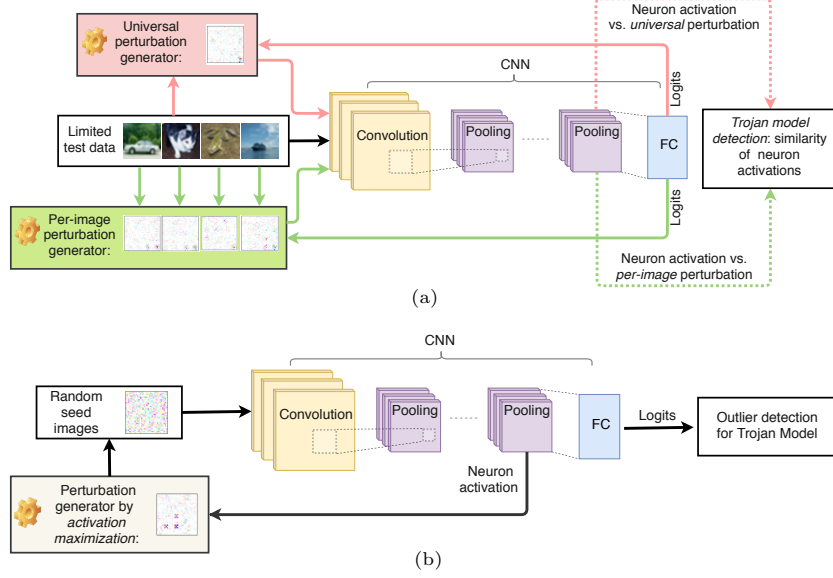 Universal
perturbation
generator:
Neuron activation
vs. universal perturbation
CNN
Limited
test data
Convolution
Pooling
Pooling
FC
Logits
Logits
Trojan model
detection: similarity
of neuron
activations
Per-image
perturbation
generator:
Neuron activation vs.
per-image perturbation
(a)
CNN
Random
seed
images
Convolution
Pooling
Pooling
FC
Logits
Outlier detection
for Trojan Model
Neuron
activation
Perturbation
generator by
activation
maximization:
(b)